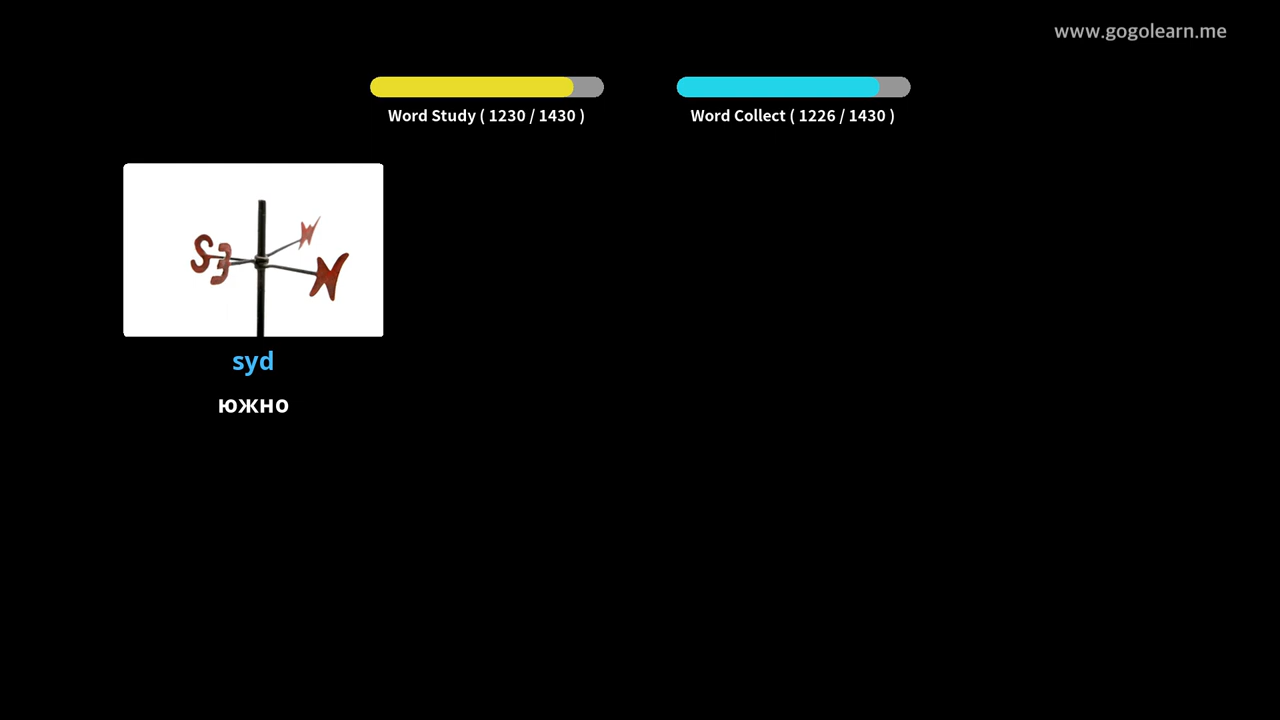 www.gogolearn.me
Word Study ( 1230 / 1430 )
Word Collect ( 1226 / 1430 )
S E N
syd
южно